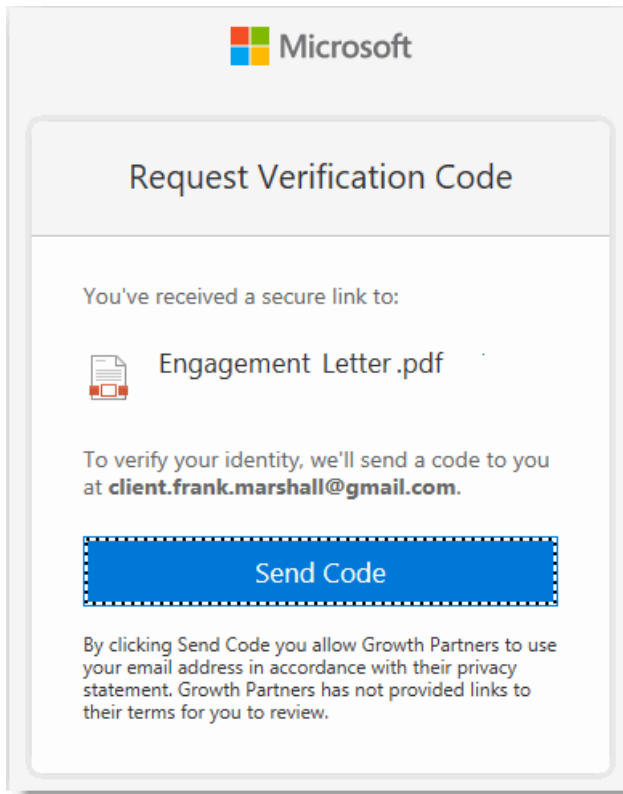 Microsoft
Request Verification Code
You've received a secure link to:
Engagement Letter.pdf
To verify your identity, we'll send a code to you
at client.frank.marshall@gmail.com.
Send Code
By clicking Send Code you allow Growth Partners to use
your email address in accordance with their privacy
statement. Growth Partners has not provided links to
their terms for you to review.